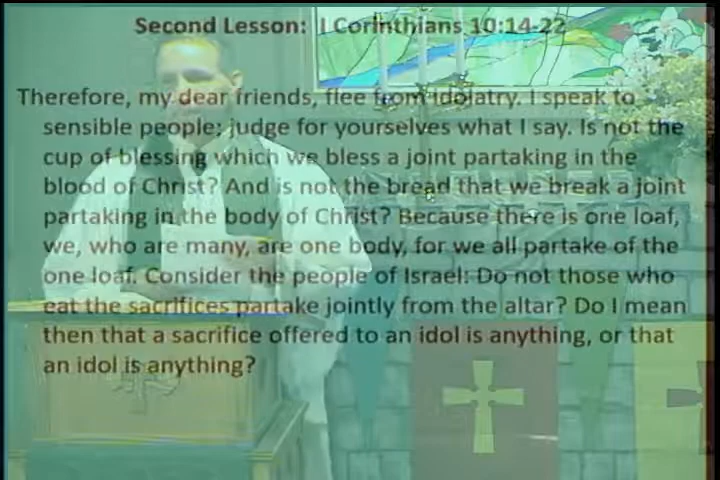 Second Lesson: I Corinthians 10:14-22
Therefore, my dear friends, flee from idolatry. I speak to
sensible people; judge for yourselves what I say. Is not the
cup of blessing which we bless a joint partaking in the
blood of Christ? And is not the bread that we break a joint
partaking in the body of Christ? Because there is one loaf,
we, who are many, are one body, for we all partake of the
one loaf. Consider the people of Israel: Do not those who
eat the sacrifices partake jointly from the altar? Do I mean
then that a sacrifice offered to an idol is anything, or that
an idol is anything?